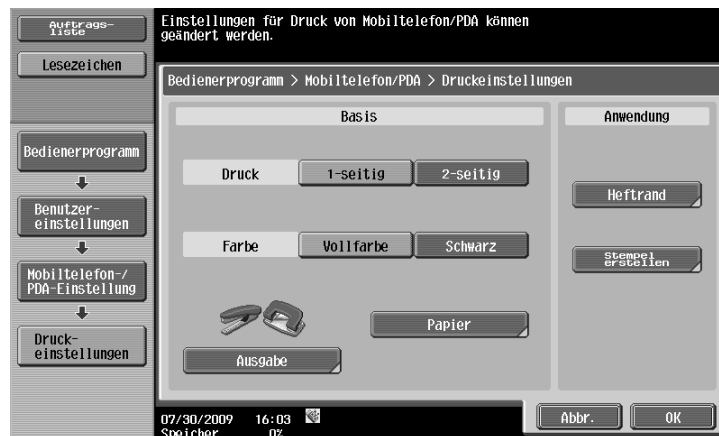 Auftrags-
liste
Lesezeichen
Bedienerprogramm
Benutzer-
einstellungen
Mobiltelefon-/
PDA-Einstellung
Druck-
einstellungen
Einstellungen für Druck von Mobiltelefon/PDA können
geändert werden.
Bedienerprogramm > Mobiltelefon/PDA > Druckeinstellungen
Basis
Druck
1-seitig
2-seitig
Farbe
Vollfarbe
Schwarz
Papier
Ausgabe
Anwendung
Heftrand
Stempel
erstellen
07/30/2009 16:03
Speicher 0%
Abbr.
OK